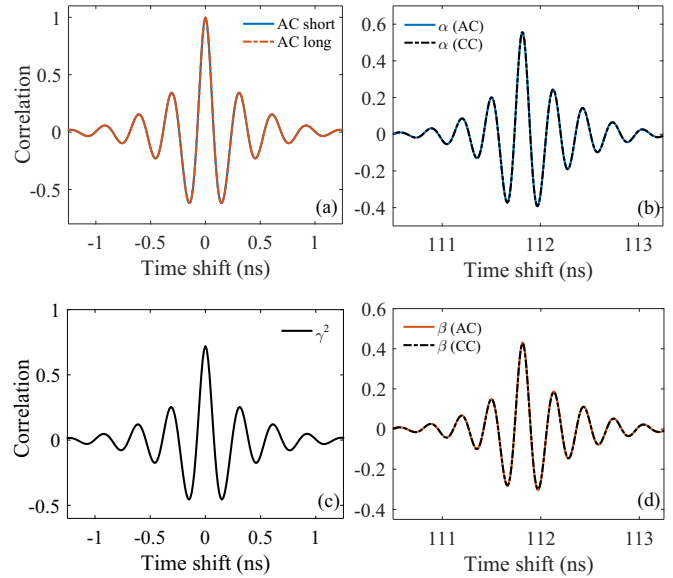 AC short
AC long
Correlation
1
0.5
0
-0.5
-1
-0.5
0
0.5
1
(a)
Time shift (ns)
α (AC)
α (CC)
0.6
0.4
0.2
0
-0.2
-0.4
111
112
113
(b)
Time shift (ns)
γ²
Correlation
1
0.5
0
-0.5
-1
-0.5
0
0.5
1
(c)
Time shift (ns)
β (AC)
β (CC)
0.6
0.4
0.2
0
-0.2
-0.4
111
112
113
(d)
Time shift (ns)